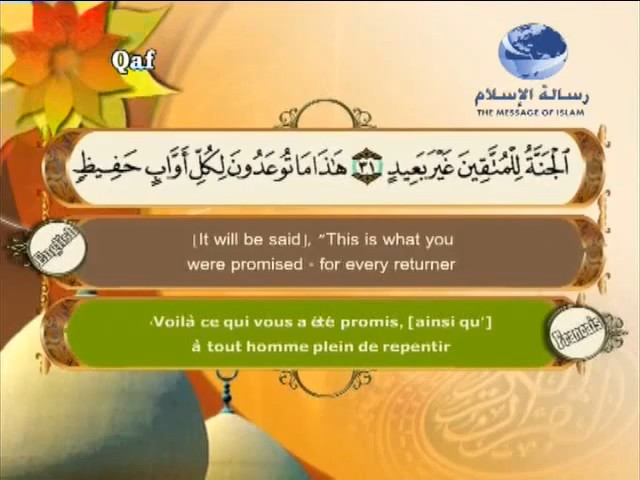 Qaf
رسالة الإسلام
THE MESSAGE OF ISLAM
الْجَنَّةُ لِلْمُتَّقِينَ غَيْرَ بَعِيدٍ ٣١ هَٰذَا مَا تُوعَدُونَ لِكُلِّ أَوَّابٍ حَفِيظٍ
English
[It will be said], "This is what you
were promised - for every returner
«Voilà ce qui vous a été promis, [ainsi qu']
à tout homme plein de repentir
Francais